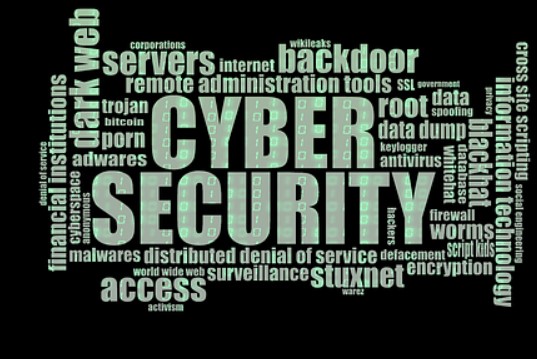 dark web
corporations
wikileaks
servers
internet
backdoor
remote administration tools
SSL
government
trojan
bitcoin
porn
adwares
CYBER
root
data
spoofing
privacy
data dump
keylogger
antivirus
whitehat
database
blackhat
cross site scripting
information technology
social engineering
denial of service
financial institutions
cyberspace
anonymous
SECURITY
hackers
firewall
worms
script kids
malwares
distributed denial of service
defacement
encryption
world wide web
surveillance
stuxnet
warez
access
activism